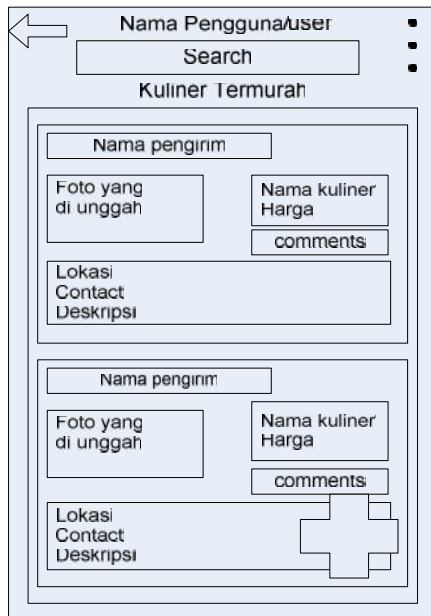 Nama Pengguna/user
Search
Kuliner Termurah
Nama pengirim
Foto yang
di unggah
Nama kuliner
Harga
comments
Lokasi
Contact
Deskripsi
Nama pengirim
Foto yang
di unggah
Nama kuliner
Harga
comments
Lokasi
Contact
Deskripsi